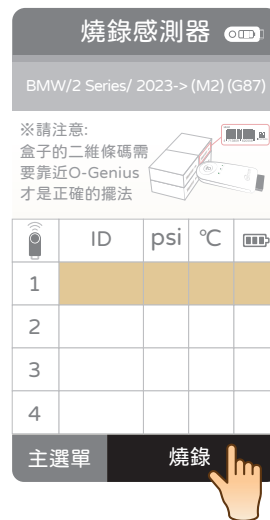 燒錄感測器
BMW/2 Series/ 2023-> (M2) (G87)
※請注意:
盒子的二維條碼需
要靠近O-Genius
才是正確的擺法
ID psi ℃
1
2
3
4
主選單 燒錄